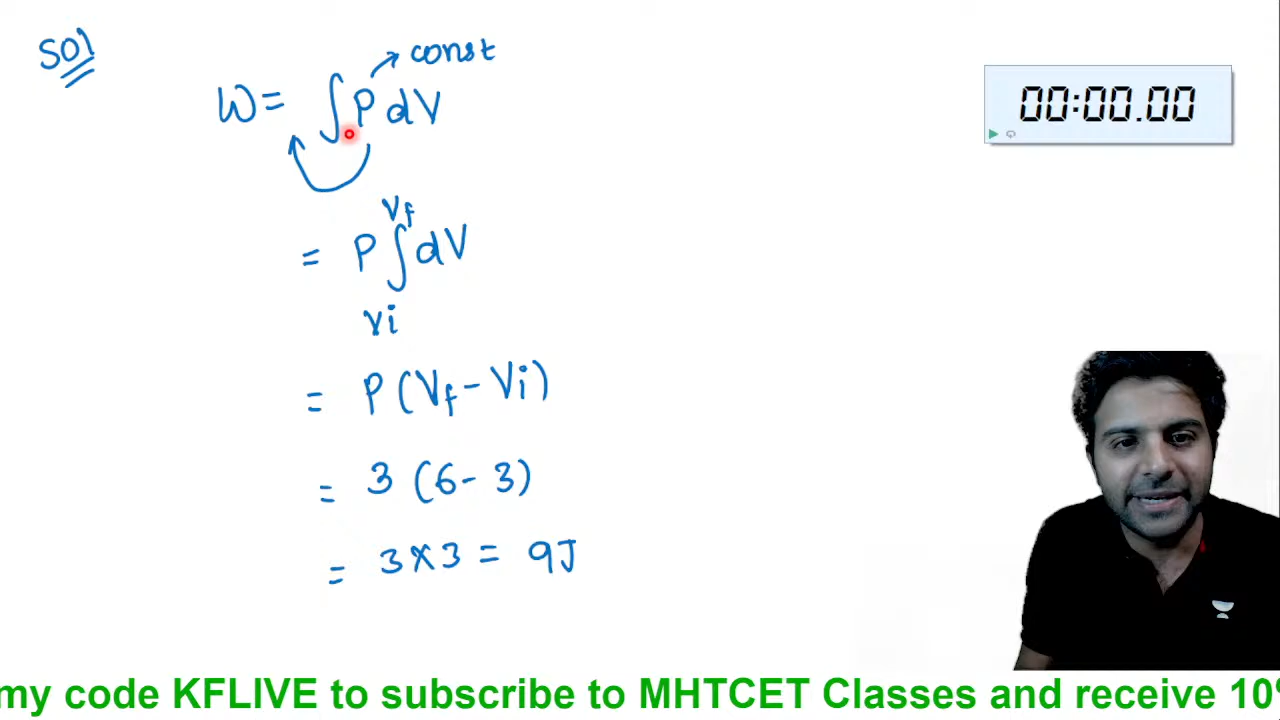 Sol
→ const
W = ∫ P dV
00:00.00
= P ∫ dV
Vf
Vi
= P (Vf - Vi)
= 3 (6 - 3)
= 3 × 3 = 9J
my code KFLIVE to subscribe to MHTCET Classes and receive 10